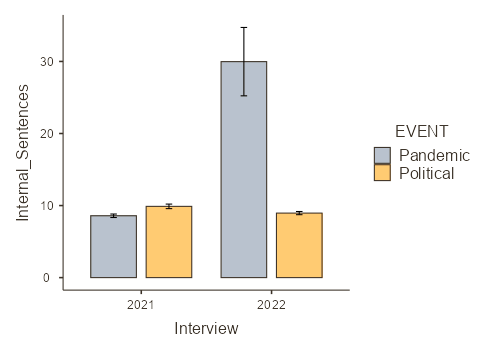 Internal_Sentences
30
20
10
0
2021
2022
Interview
EVENT
Pandemic
Political